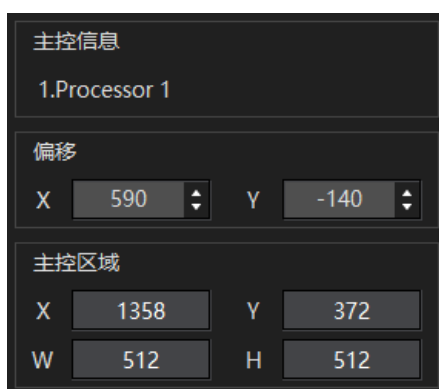 主控信息
1.Processor 1
偏移
X 590 Y -140
主控区域
X 1358 Y 372
W 512 H 512